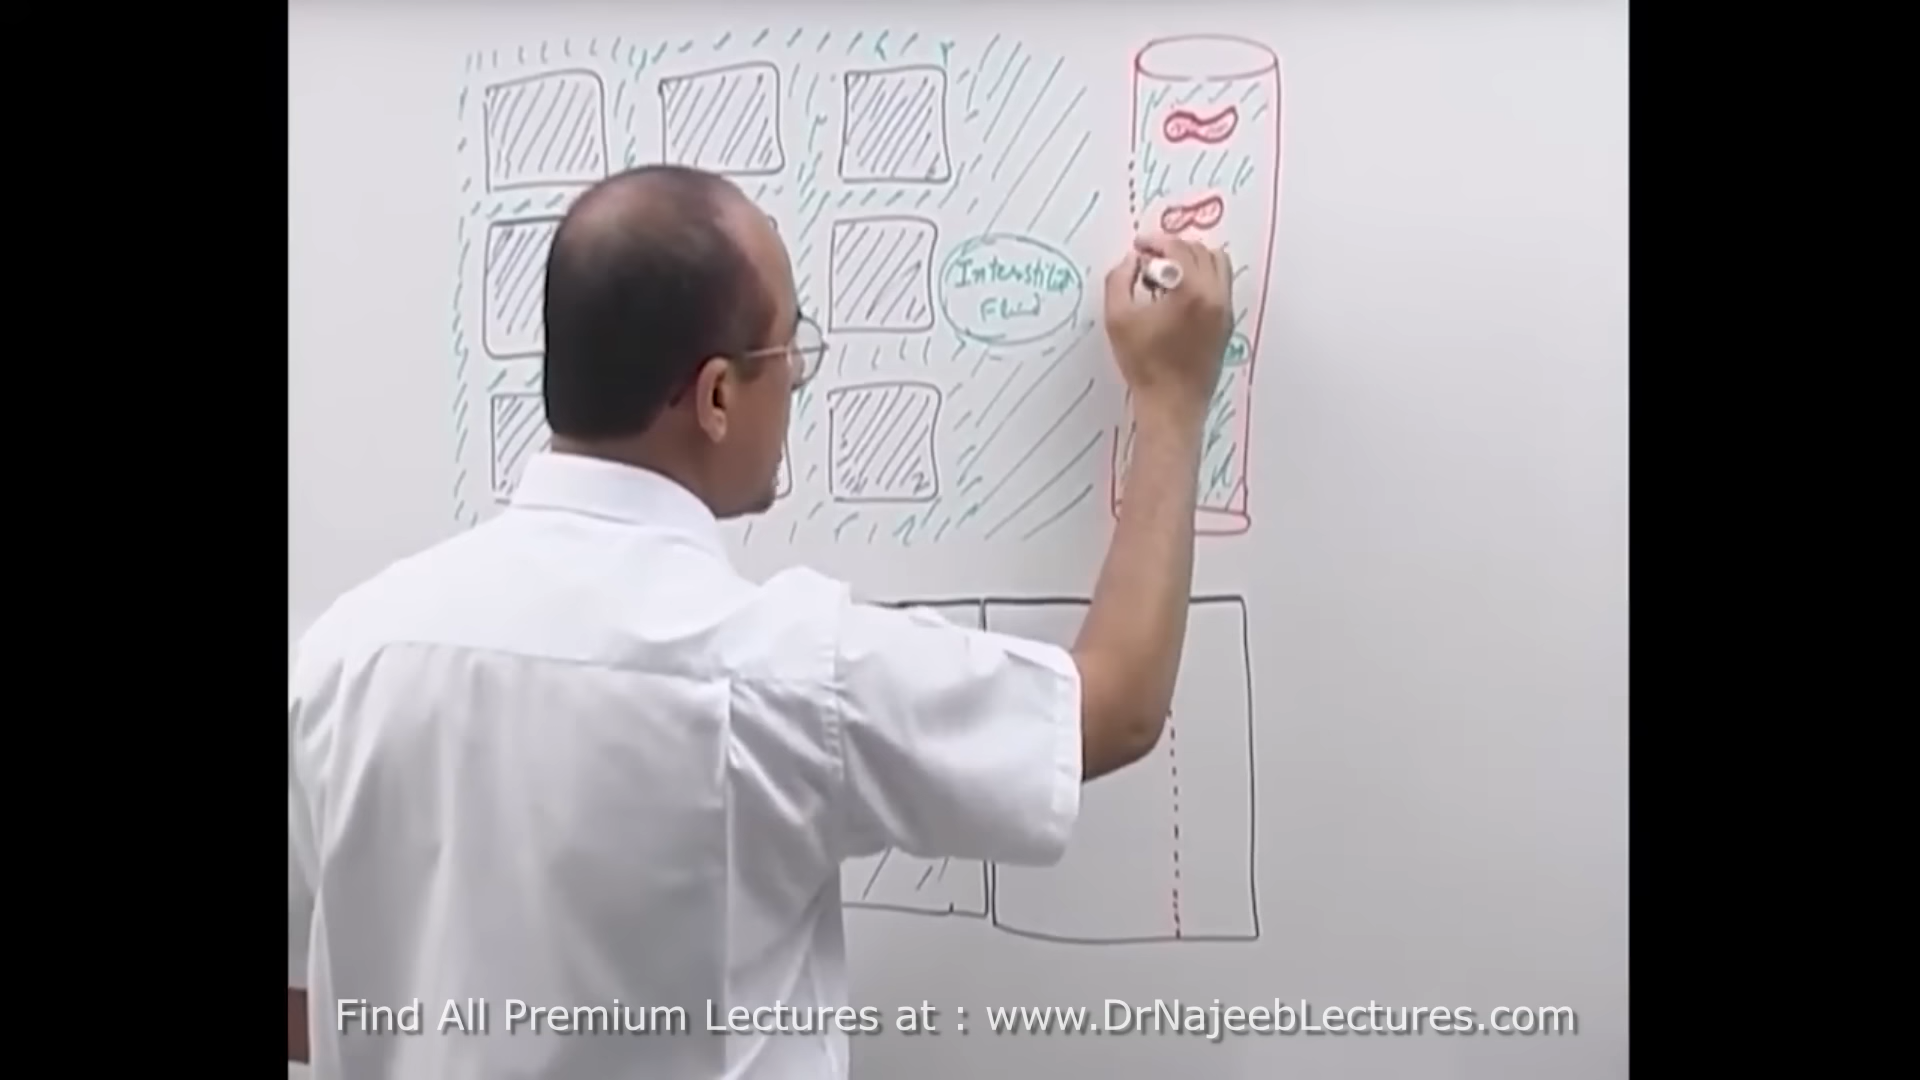 Interstitial
Fluid
Find All Premium Lectures at : www.DrNajeebLectures.com